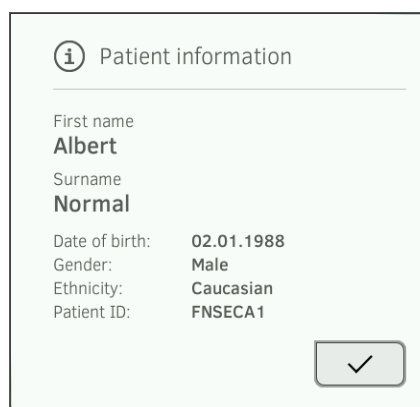 Patient information
First name
Albert
Surname
Normal
Date of birth: 02.01.1988
Gender: Male
Ethnicity: Caucasian
Patient ID: FNSECA1